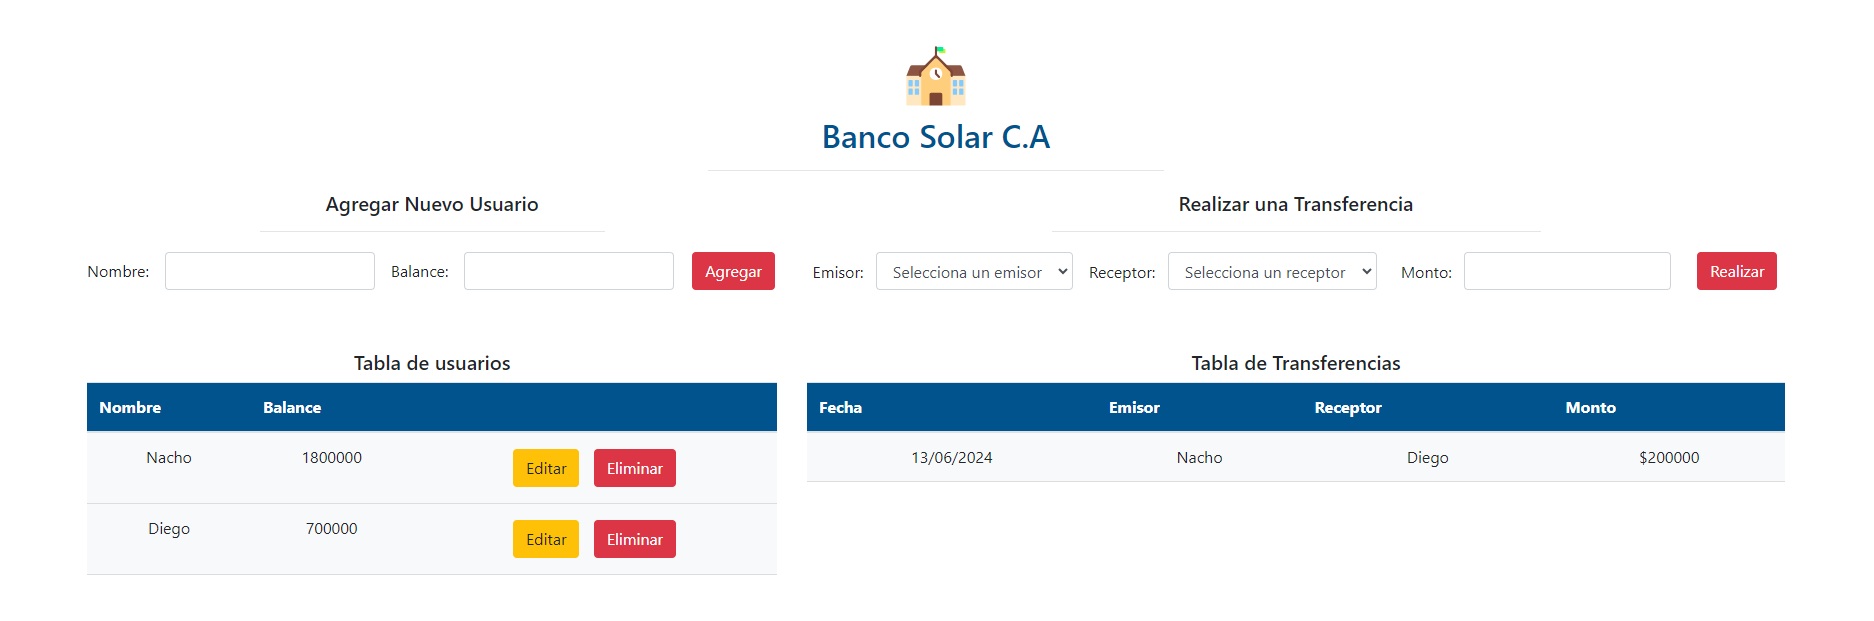 Banco Solar C.A
Agregar Nuevo Usuario
Nombre: Balance: Agregar
Realizar una Transferencia
Emisor: Selecciona un emisor Receptor: Selecciona un receptor Monto: Realizar
Tabla de usuarios
Nombre Balance
Nacho 1800000 Editar Eliminar
Diego 700000 Editar Eliminar
Tabla de Transferencias
Fecha Emisor Receptor Monto
13/06/2024 Nacho Diego $200000